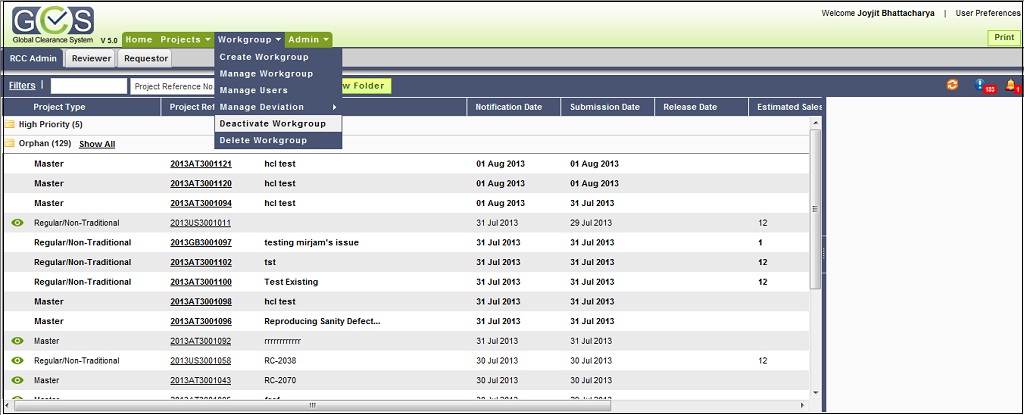 GCS
Global Clearance System V 5.0
Welcome Joyjit Bhattacharya | User Preferences
Home Projects Workgroup Admin
Print
RCC Admin Reviewer Requestor
Create Workgroup
Manage Workgroup
Manage Users
Manage Deviation
Deactivate Workgroup
Delete Workgroup
Filters | Project Reference No. w Folder
183 1
Project Type Project Ref Notification Date Submission Date Release Date Estimated Sales
High Priority (5)
Orphan (129) Show All
Master 2013AT3001121 hcl test 01 Aug 2013 01 Aug 2013
Master 2013AT3001120 hcl test 01 Aug 2013 01 Aug 2013
Master 2013AT3001094 hcl test 01 Aug 2013 31 Jul 2013
Regular/Non-Traditional 2013US3001011 31 Jul 2013 29 Jul 2013 12
Regular/Non-Traditional 2013GB3001097 testing mirjam's issue 31 Jul 2013 31 Jul 2013 1
Regular/Non-Traditional 2013AT3001102 tst 31 Jul 2013 31 Jul 2013 12
Regular/Non-Traditional 2013AT3001100 Test Existing 31 Jul 2013 31 Jul 2013 12
Master 2013AT3001098 hcl test 31 Jul 2013 31 Jul 2013
Master 2013AT3001096 Reproducing Sanity Defect... 31 Jul 2013 31 Jul 2013
Master 2013AT3001092 rrrrrrrrrrrr 31 Jul 2013 31 Jul 2013
Regular/Non-Traditional 2013US3001058 RC-2038 30 Jul 2013 30 Jul 2013 12
Master 2013AT3001043 RC-2070 30 Jul 2013 30 Jul 2013